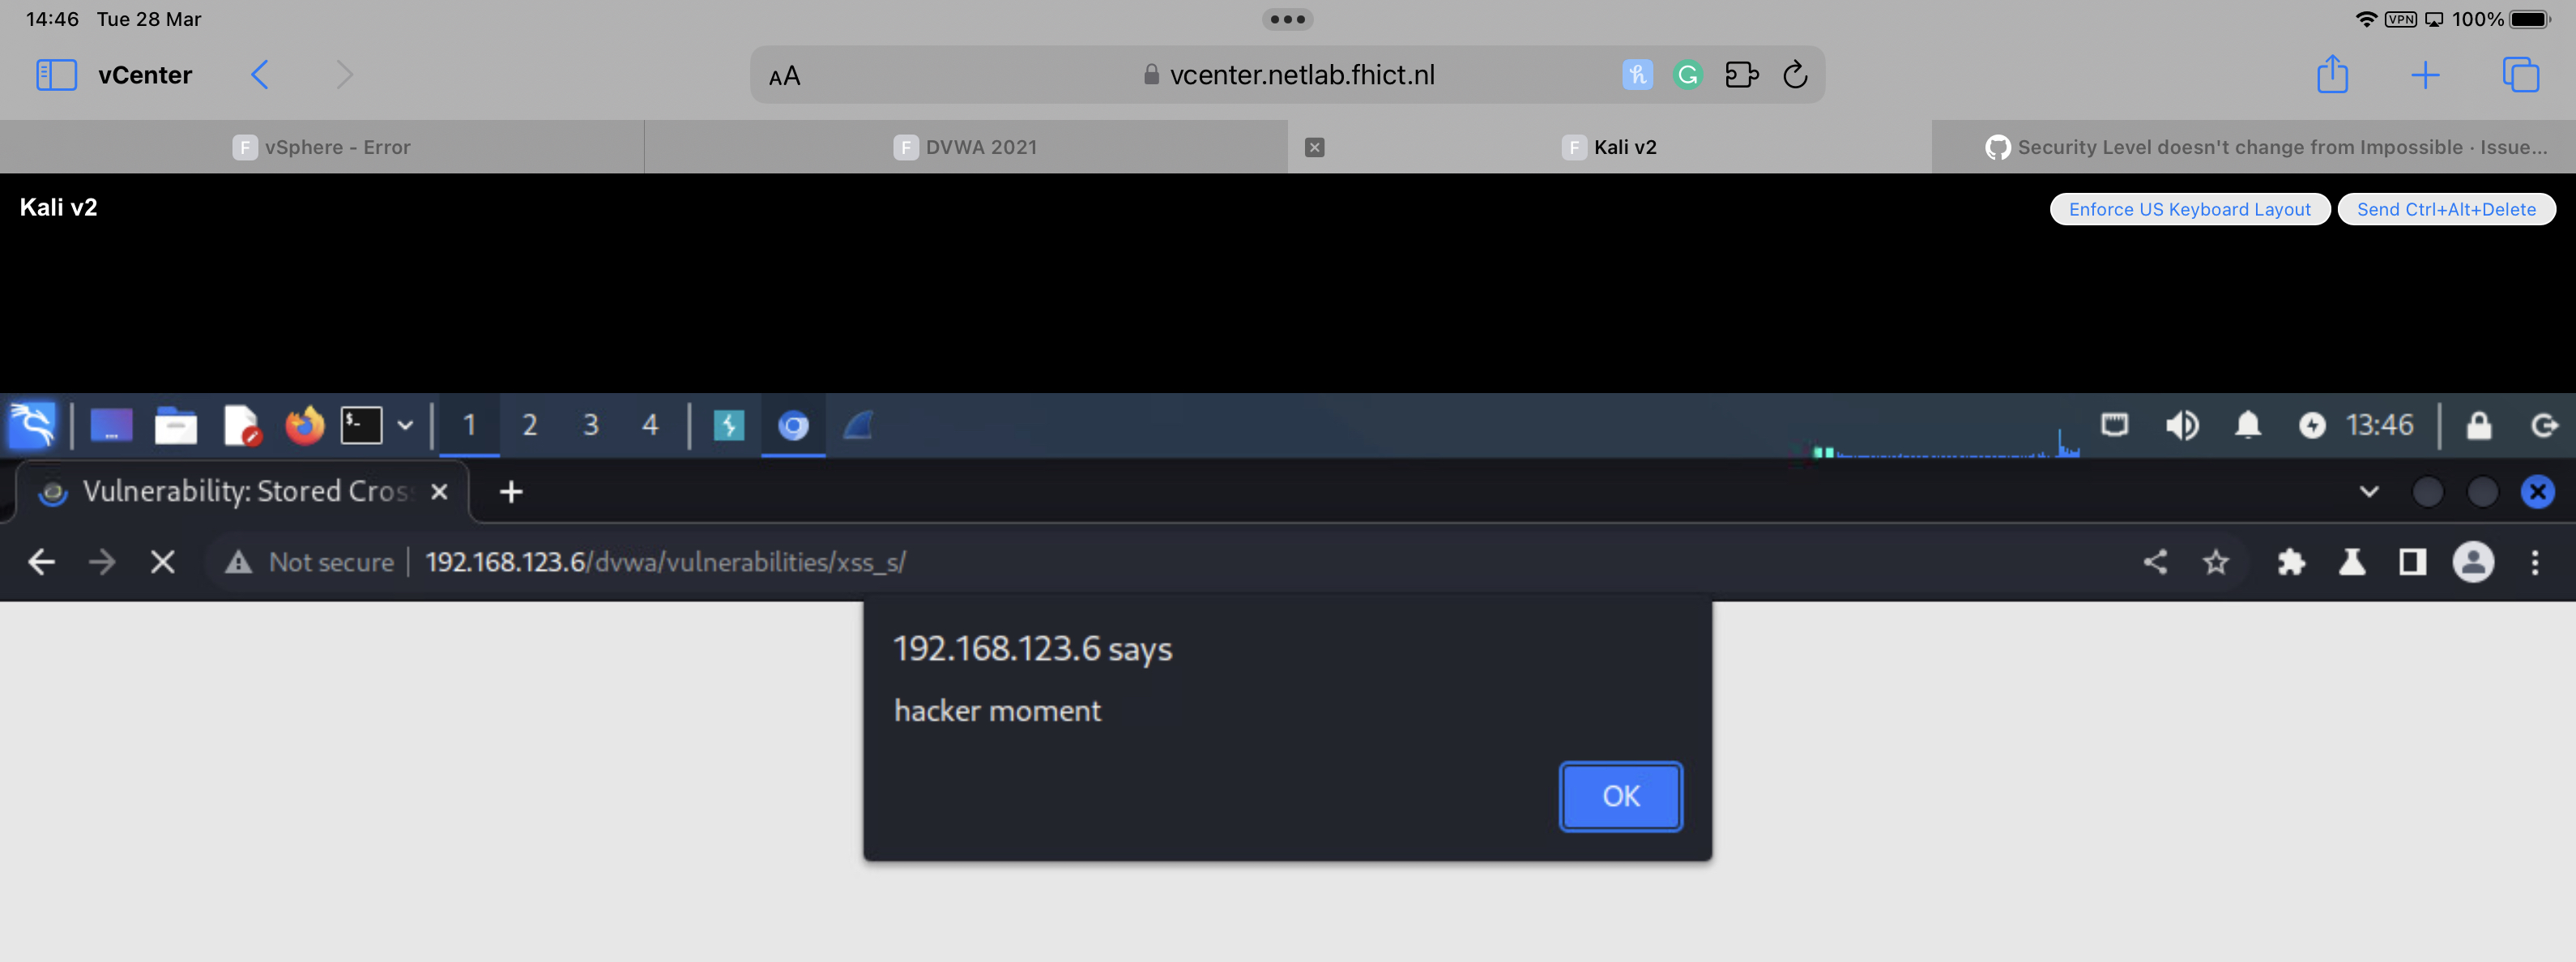 14:46 Tue 28 Mar
VPN 100%
vCenter
AA vcenter.netlab.fhict.nl
F vSphere - Error
F DVWA 2021
F Kali v2
Security Level doesn't change from Impossible · Issue...
Kali v2
Enforce US Keyboard Layout Send Ctrl+Alt+Delete
$- 1 2 3 4 13:46
Vulnerability: Stored Cros
Not secure 192.168.123.6/dvwa/vulnerabilities/xss_s/
192.168.123.6 says
hacker moment
OK